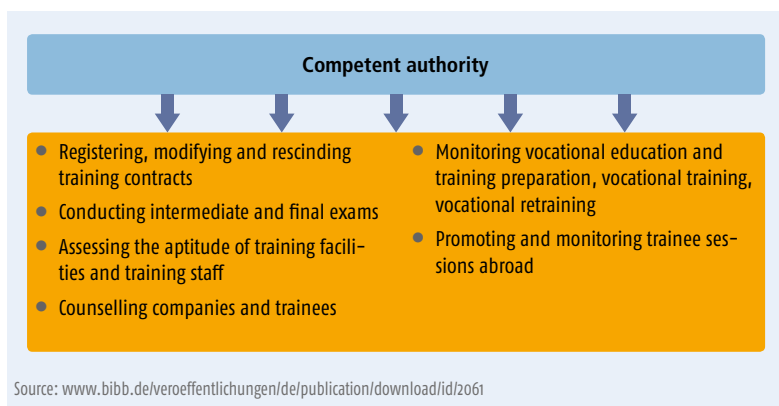 Competent authority
● Registering, modifying and rescinding
training contracts
● Conducting intermediate and final exams
● Assessing the aptitude of training facili-
ties and training staff
● Counselling companies and trainees
● Monitoring vocational education and
training preparation, vocational training,
vocational retraining
● Promoting and monitoring trainee ses-
sions abroad
Source: www.bibb.de/veroeffentlichungen/de/publication/download/id/2061